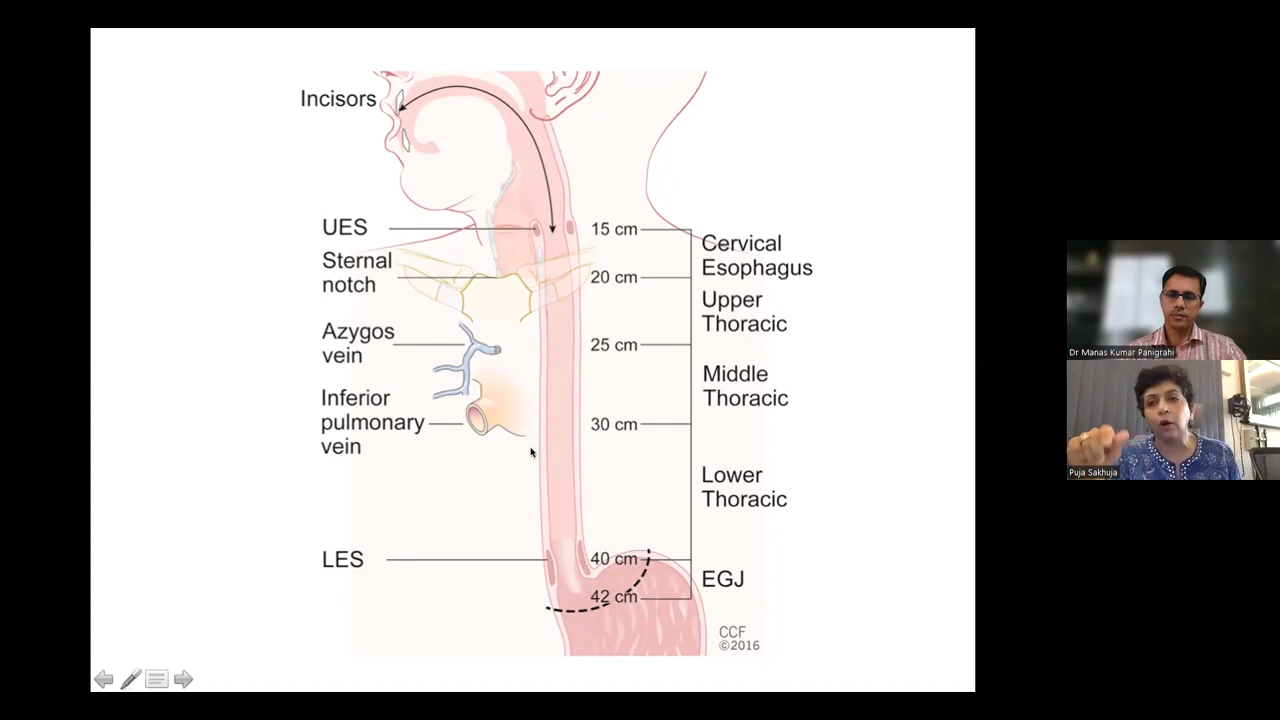 Incisors
UES
Sternal
notch
Azygos
vein
Inferior
pulmonary
vein
LES
15 cm
20 cm
25 cm
30 cm
40 cm
42 cm
Cervical
Esophagus
Upper
Thoracic
Middle
Thoracic
Lower
Thoracic
EGJ
CCF
©2016
Dr Manas Kumar Panigrahi
Puja Sakhuja